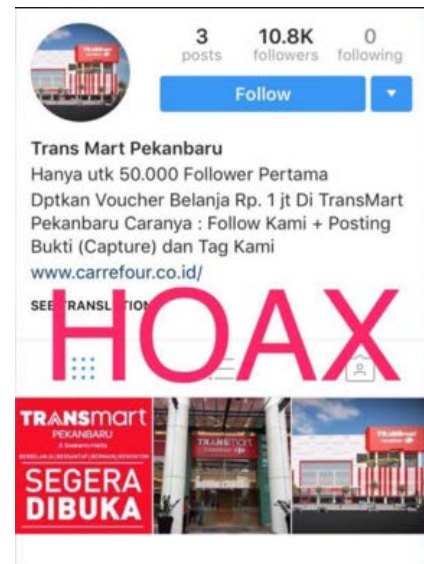 3 10.8K 0
posts followers following
Follow
Trans Mart Pekanbaru
Hanya utk 50.000 Follower Pertama
Dptkan Voucher Belanja Rp. 1 jt Di TransMart
Pekanbaru Caranya : Follow Kami + Posting
Bukti (Capture) dan Tag Kami
www.carrefour.co.id/
SEE TRANSLATION
HOAX
TRANSmart
PEKANBARU
SEGERA
DIBUKA
TRANSmart